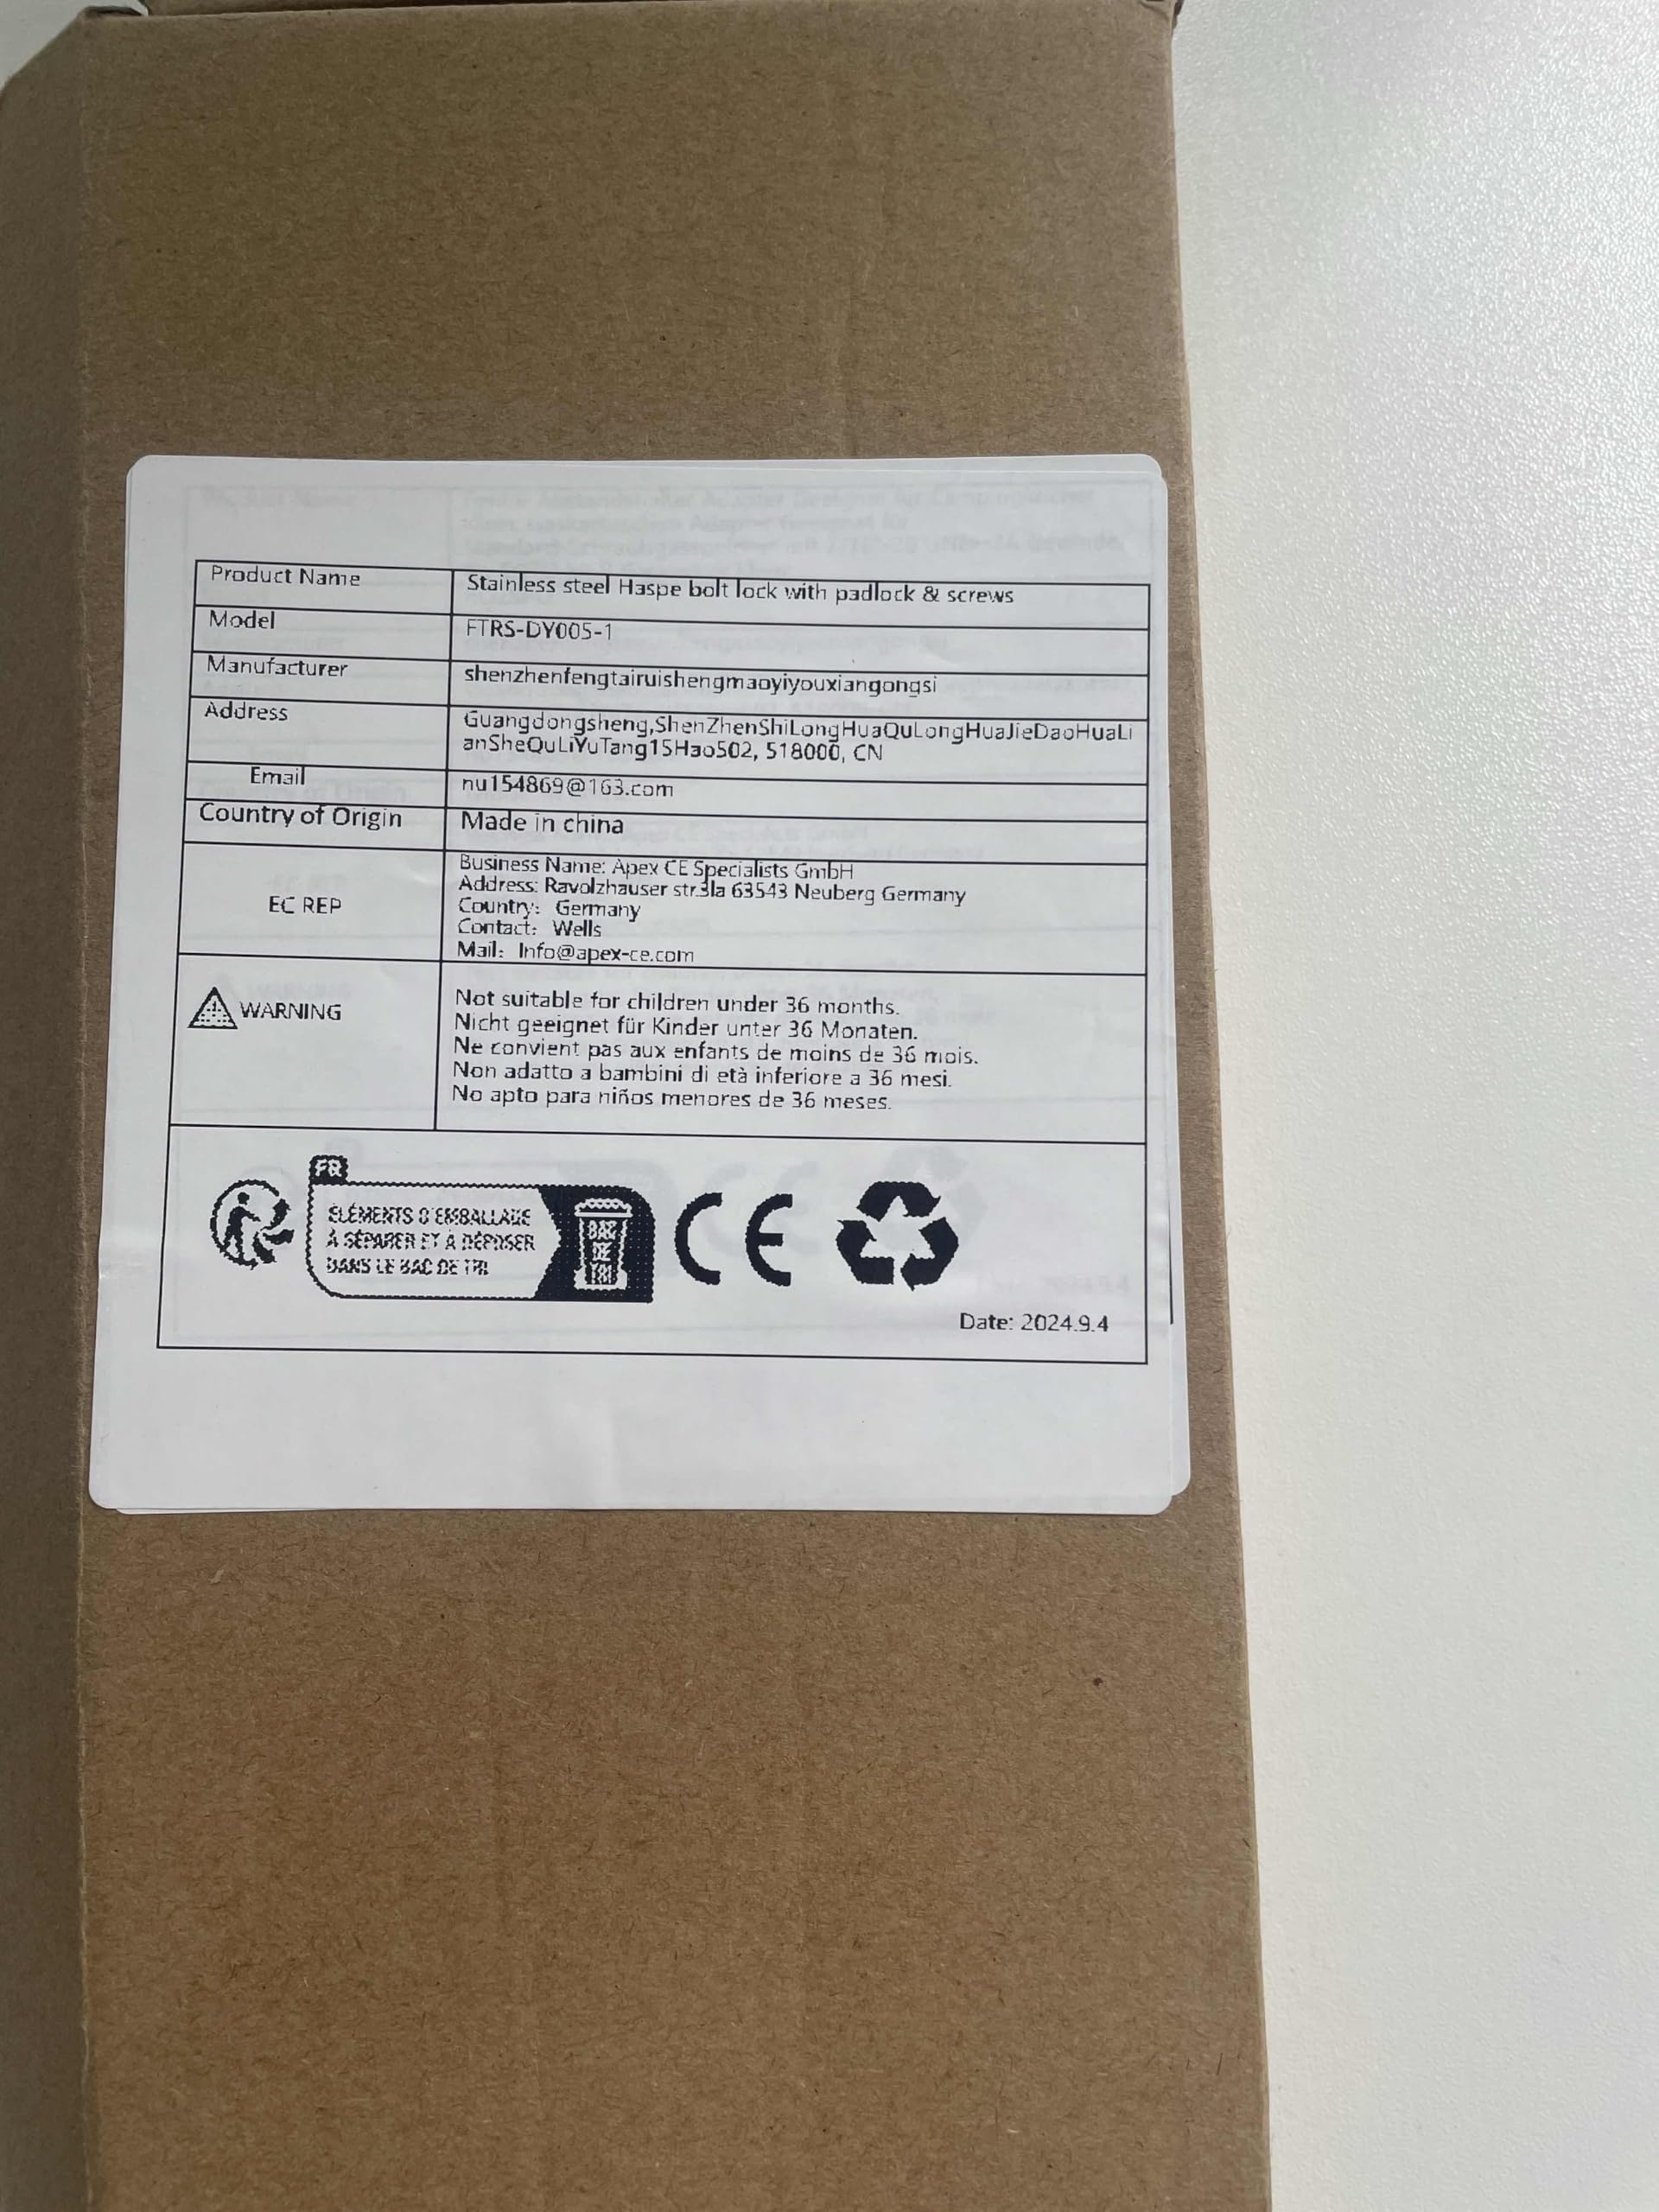 Product Name
Stainless steel Haspe bolt lock with padlock & screws
Model
FTRS-DY005-1
Manufacturer
shenzhenfengtairuishengmaoyiyouxiangongsi
Address
Guangdongsheng,ShenZhenShiLongHuaQuLongHuaJieDaoHuaLi
anSheQuLiYuTang15Hao502, 518000, CN
Email
nu154869@163.com
Country of Origin
Made in china
EC REP
Business Name: Apex CE Specialists GmbH
Address: Ravolzhauser str.3la 63543 Neuberg Germany
Country: Germany
Contact: Wells
Mail: Info@apex-ce.com
WARNING
Not suitable for children under 36 months.
Nicht geeignet für Kinder unter 36 Monaten.
Ne convient pas aux enfants de moins de 36 mois.
Non adatto a bambini di età inferiore a 36 mesi.
No apto para niños menores de 36 meses.
FR
ÉLÉMENTS D'EMBALLAGE
À SÉPARER ET À DÉPOSER
DANS LE BAC DE TRI
BAC
DE
TRI
CE
Date: 2024.9.4